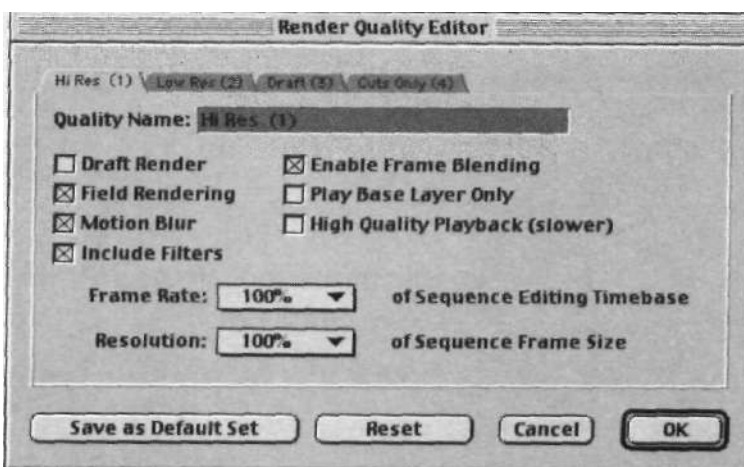 Render Quality Editor
Hi Res (1) Low Res (2) Draft (3) Cuts Only (4)
Quality Name: Hi Res (1)
Draft Render Enable Frame Blending
Field Rendering Play Base Layer Only
Motion Blur High Quality Playback (slower)
Include Filters
Frame Rate: 100% of Sequence Editing Timebase
Resolution: 100% of Sequence Frame Size
Save as Default Set Reset Cancel OK